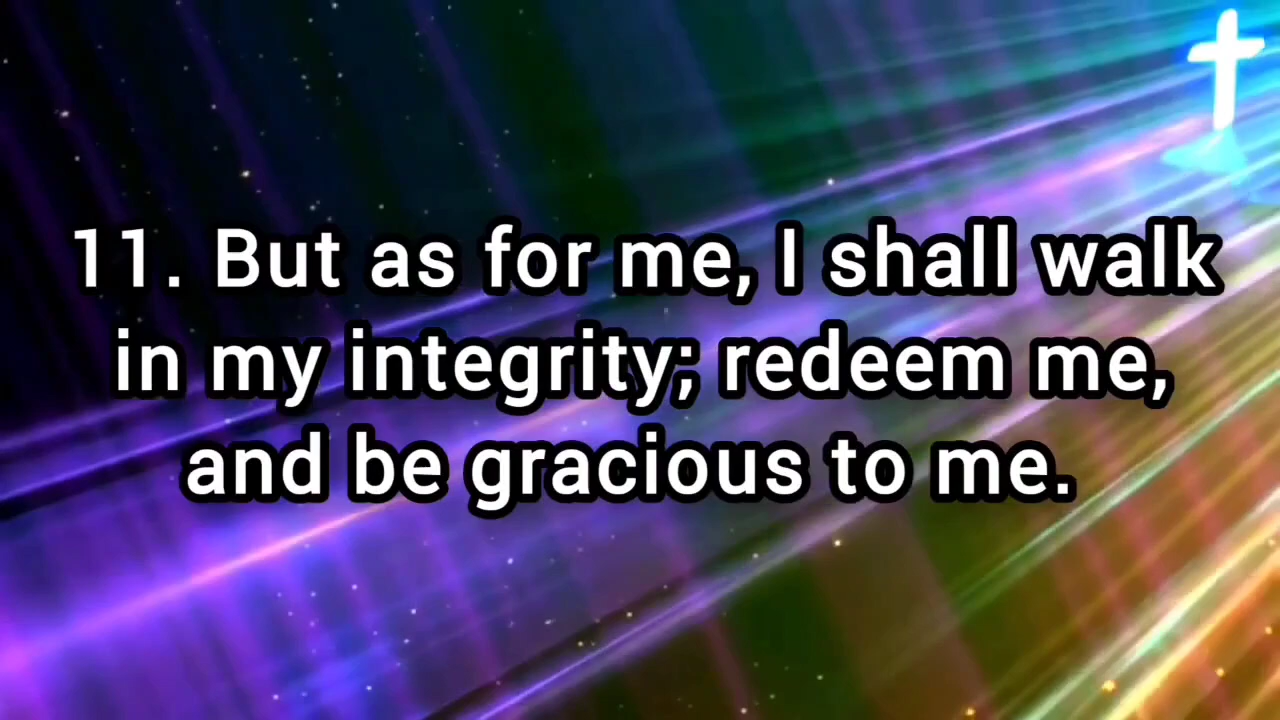 11. But as for me, I shall walk
in my integrity; redeem me,
and be gracious to me.